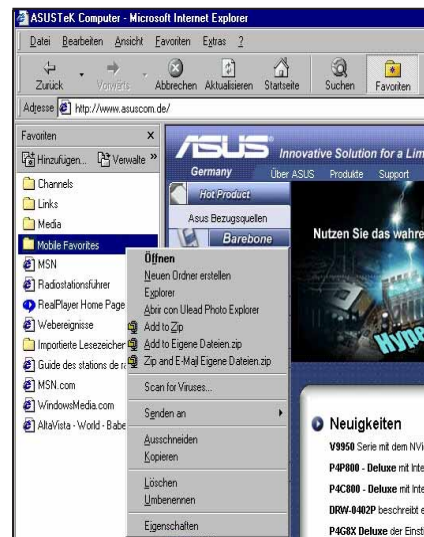 ASUSTeK Computer - Microsoft Internet Explorer
Datei Bearbeiten Ansicht Favoriten Extras ?
Zurück Vorwärts Abbrechen Aktualisieren Startseite Suchen Favoriten
Adresse http://www.asuscom.de/
Favoriten x
Hinzufügen... Verwalte »
Channels
Links
Media
Mobile Favorites
MSN
Radiostationsführer
RealPlayer Home Page
Webereignisse
Importierte Lesezeichen
Guide des stations de ra
MSN.com
WindowsMedia.com
AltaVista - World - Babe
Öffnen
Neuen Ordner erstellen
Explorer
Abrir con Ulead Photo Explorer
Add to Zip
Add to Eigene Dateien.zip
Zip and E-Mail Eigene Dateien.zip
Scan for Viruses...
Senden an
Ausschneiden
Kopieren
Löschen
Umbenennen
Eigenschaften
ASUS Innovative Solution for a Lim
Germany Über ASUS Produkte Support
Hot Product
Asus Bezugsquellen
Barebone
Nutzen Sie das wahre
Hype
Neuigkeiten
V9950 Serie mit dem NVi
P4P800 - Deluxe mit Inte
P4C800 - Deluxe mit Inte
DRW-0402P beschreibt e
P4G8X Deluxe der Einsti